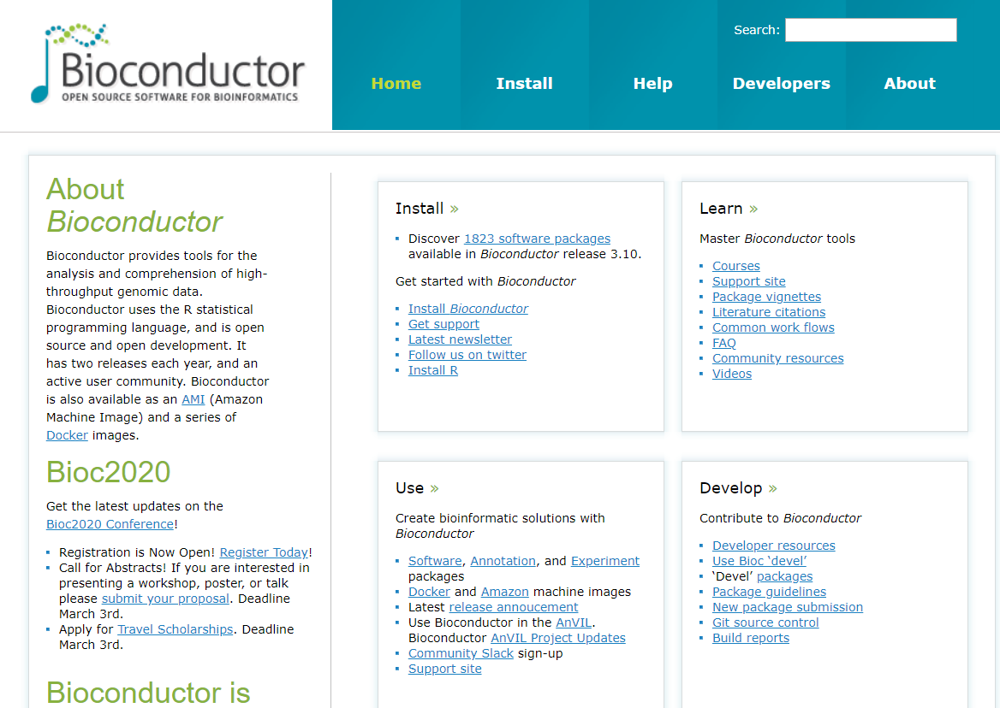 Bioconductor
OPEN SOURCE SOFTWARE FOR BIOINFORMATICS
Search:
Home
Install
Help
Developers
About
About
Bioconductor
Bioconductor provides tools for the
analysis and comprehension of high-
throughput genomic data.
Bioconductor uses the R statistical
programming language, and is open
source and open development. It
has two releases each year, and an
active user community. Bioconductor
is also available as an AMI (Amazon
Machine Image) and a series of
Docker images.
Bioc2020
Get the latest updates on the
Bioc2020 Conference!
Registration is Now Open! Register Today!
Call for Abstracts! If you are interested in
presenting a workshop, poster, or talk
please submit your proposal. Deadline
March 3rd.
Apply for Travel Scholarships. Deadline
March 3rd.
Bioconductor is
Install »
Discover 1823 software packages
available in Bioconductor release 3.10.
Get started with Bioconductor
Install Bioconductor
Get support
Latest newsletter
Follow us on twitter
Install R
Learn »
Master Bioconductor tools
Courses
Support site
Package vignettes
Literature citations
Common work flows
FAQ
Community resources
Videos
Use »
Create bioinformatic solutions with
Bioconductor
Software, Annotation, and Experiment
packages
Docker and Amazon machine images
Latest release annoucement
Use Bioconductor in the AnVIL.
Bioconductor AnVIL Project Updates
Community Slack sign-up
Support site
Develop »
Contribute to Bioconductor
Developer resources
Use Bioc ‘devel’
‘Devel’ packages
Package guidelines
New package submission
Git source control
Build reports